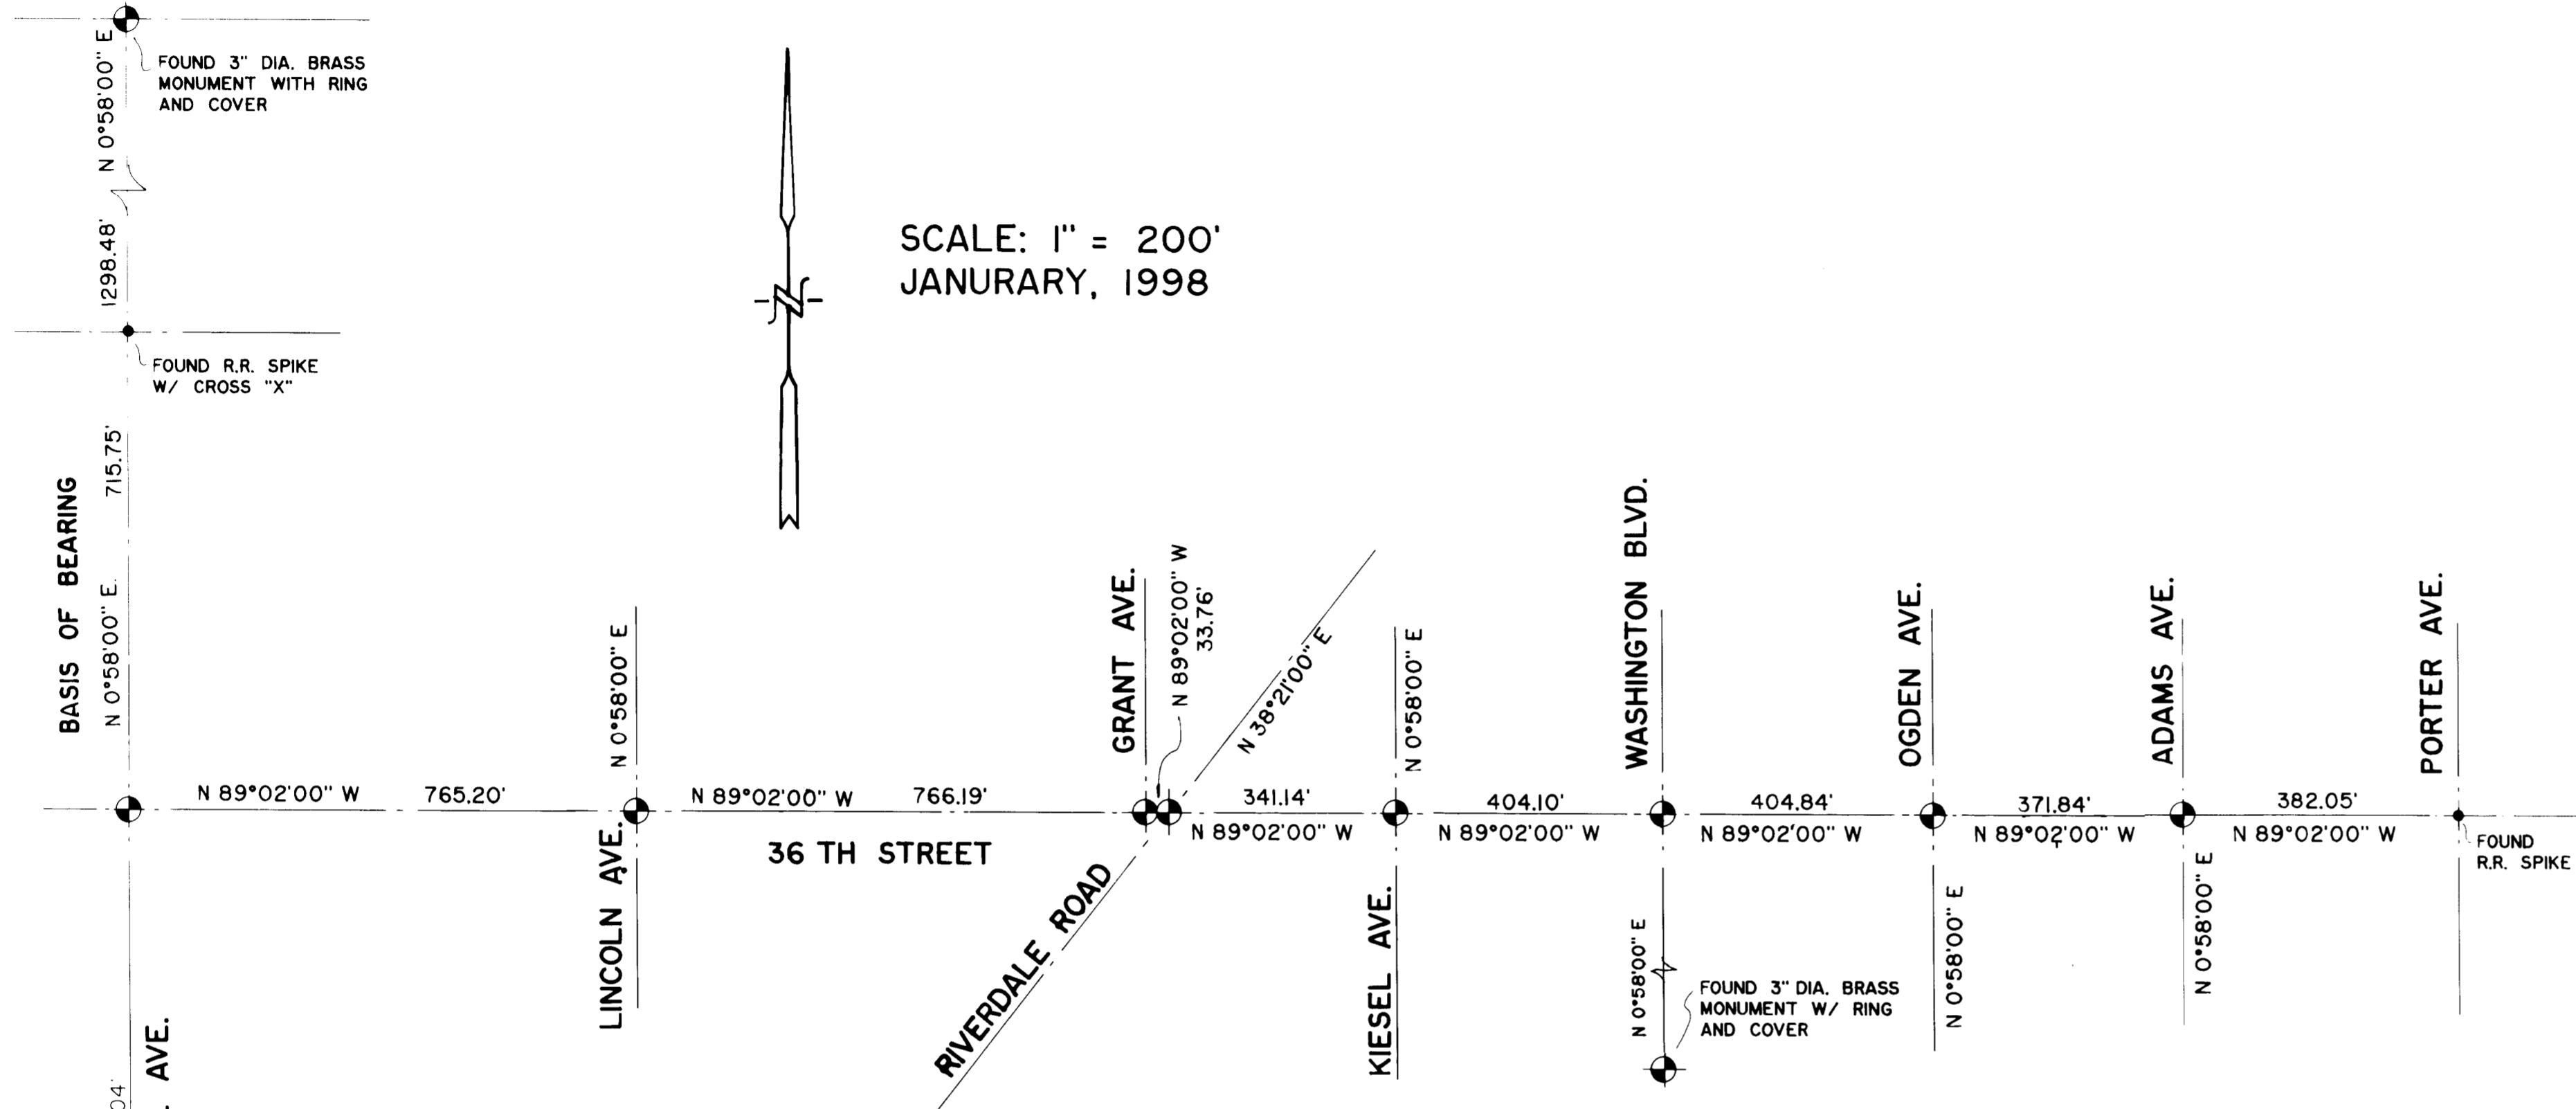 N 0°58'00" E
FOUND 3" DIA. BRASS
MONUMENT WITH RING
AND COVER
1298.48'
FOUND R.R. SPIKE
W/ CROSS "X"
SCALE: 1" = 200'
JANURARY, 1998
715.75'
BASIS OF BEARING
N 0°58'00" E.
N 0°58'00" E
GRANT AVE.
N 89°02'00" W
33.76'
N 38°21'00" E
N 0°58'00" E
WASHINGTON BLVD.
OGDEN AVE.
ADAMS AVE.
PORTER AVE.
N 89°02'00" W
765.20'
N 89°02'00" W
766.19'
341.14'
N 89°02'00" W
404.10'
N 89°02'00" W
404.84'
N 89°02'00" W
371.84'
N 89°02'00" W
382.05'
N 89°02'00" W
FOUND
R.R. SPIKE
36 TH STREET
LINCOLN AVE.
RIVERDALE ROAD
KIESEL AVE.
N 0°58'00" E
FOUND 3" DIA. BRASS
MONUMENT W/ RING
AND COVER
N 0°58'00" E
N 0°58'00" E
AVE.
04'